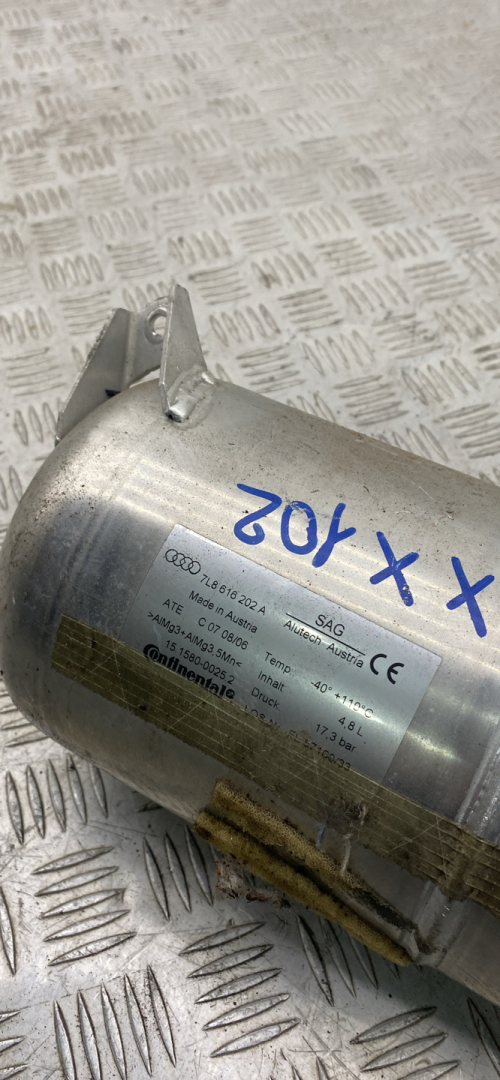 7L8 616 202 A
Made in Austria
ATE C 07 08/06
>AlMg3+AlMg3,5Mn<
15.1580-0025.2
Continental
SAG
Alutech Austria
CE
Temp. -40° +110°C
Inhalt 4,8 L
Druck 17,3 bar
X X